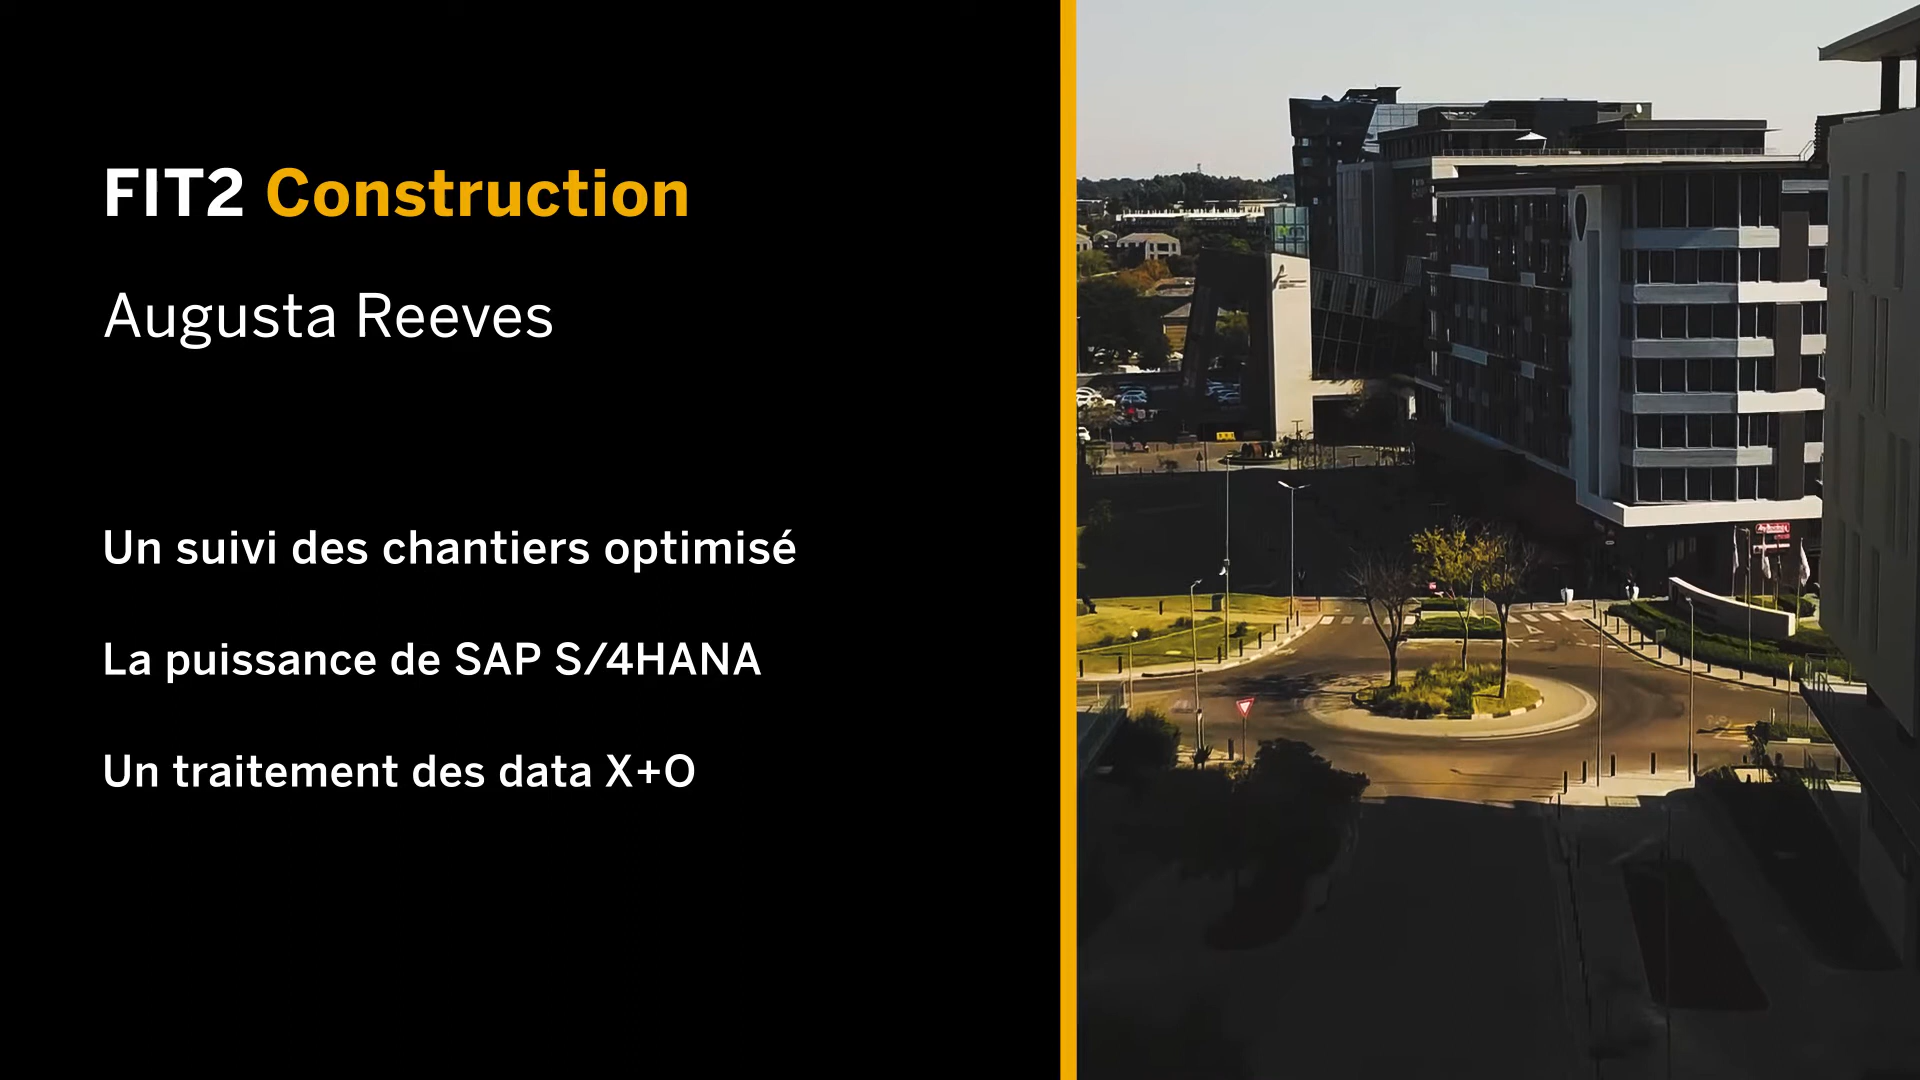 FIT2 Construction
Augusta Reeves
Un suivi des chantiers optimisé
La puissance de SAP S/4HANA
Un traitement des data X+O